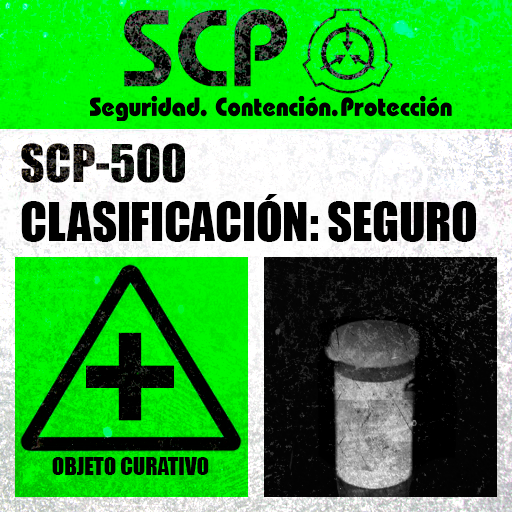 SCP
Seguridad. Contención. Protección
SCP-500
CLASIFICACIÓN: SEGURO
OBJETO CURATIVO